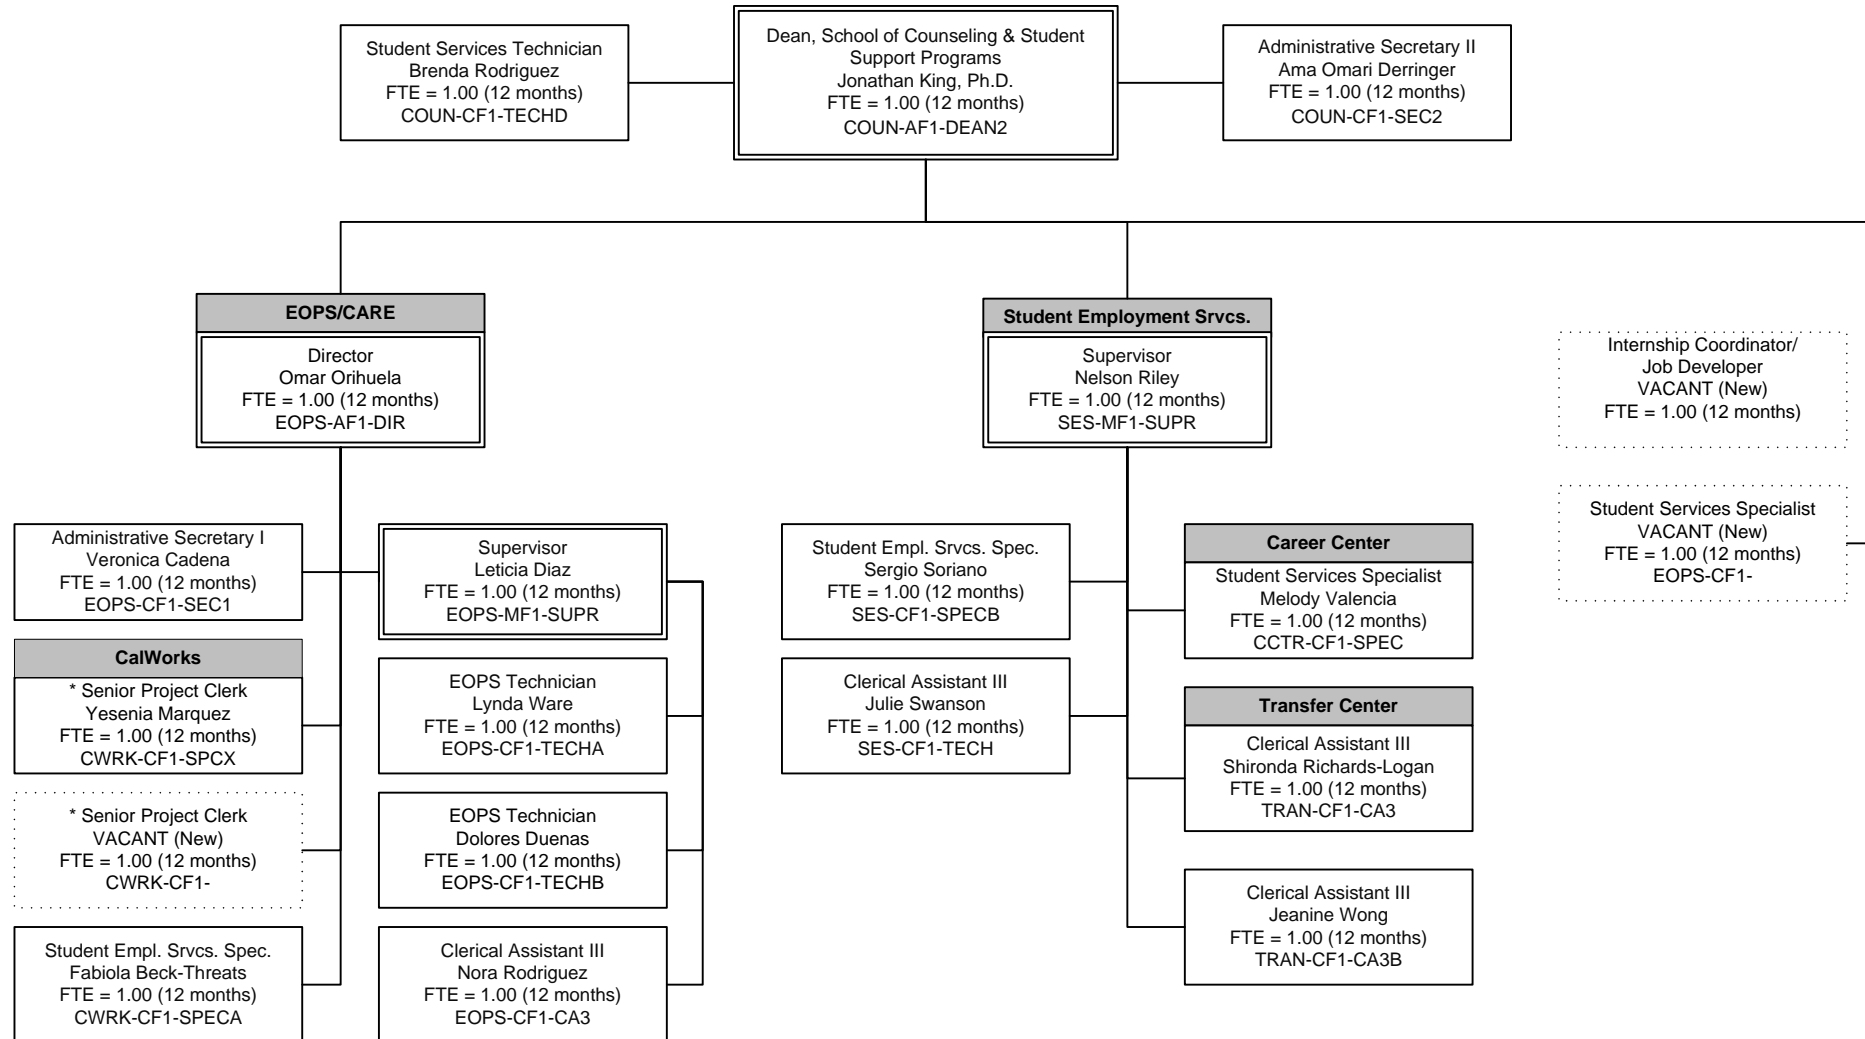 Student Services Technician
Brenda Rodriguez
FTE = 1.00 (12 months)
COUN-CF1-TECHD
Dean, School of Counseling & Student
Support Programs
Jonathan King, Ph.D.
FTE = 1.00 (12 months)
COUN-AF1-DEAN2
Administrative Secretary II
Ama Omari Derringer
FTE = 1.00 (12 months)
COUN-CF1-SEC2
EOPS/CARE
Director
Omar Orihuela
FTE = 1.00 (12 months)
EOPS-AF1-DIR
Administrative Secretary I
Veronica Cadena
FTE = 1.00 (12 months)
EOPS-CF1-SEC1
CalWorks
* Senior Project Clerk
Yesenia Marquez
FTE = 1.00 (12 months)
CWRK-CF1-SPCX
* Senior Project Clerk
VACANT (New)
FTE = 1.00 (12 months)
CWRK-CF1-
Student Empl. Srvcs. Spec.
Fabiola Beck-Threats
FTE = 1.00 (12 months)
CWRK-CF1-SPECA
Supervisor
Leticia Diaz
FTE = 1.00 (12 months)
EOPS-MF1-SUPR
EOPS Technician
Lynda Ware
FTE = 1.00 (12 months)
EOPS-CF1-TECHA
EOPS Technician
Dolores Duenas
FTE = 1.00 (12 months)
EOPS-CF1-TECHB
Clerical Assistant III
Nora Rodriguez
FTE = 1.00 (12 months)
EOPS-CF1-CA3
Student Employment Srvcs.
Supervisor
Nelson Riley
FTE = 1.00 (12 months)
SES-MF1-SUPR
Student Empl. Srvcs. Spec.
Sergio Soriano
FTE = 1.00 (12 months)
SES-CF1-SPECB
Clerical Assistant III
Julie Swanson
FTE = 1.00 (12 months)
SES-CF1-TECH
Career Center
Student Services Specialist
Melody Valencia
FTE = 1.00 (12 months)
CCTR-CF1-SPEC
Transfer Center
Clerical Assistant III
Shironda Richards-Logan
FTE = 1.00 (12 months)
TRAN-CF1-CA3
Clerical Assistant III
Jeanine Wong
FTE = 1.00 (12 months)
TRAN-CF1-CA3B
Internship Coordinator/
Job Developer
VACANT (New)
FTE = 1.00 (12 months)
Student Services Specialist
VACANT (New)
FTE = 1.00 (12 months)
EOPS-CF1-